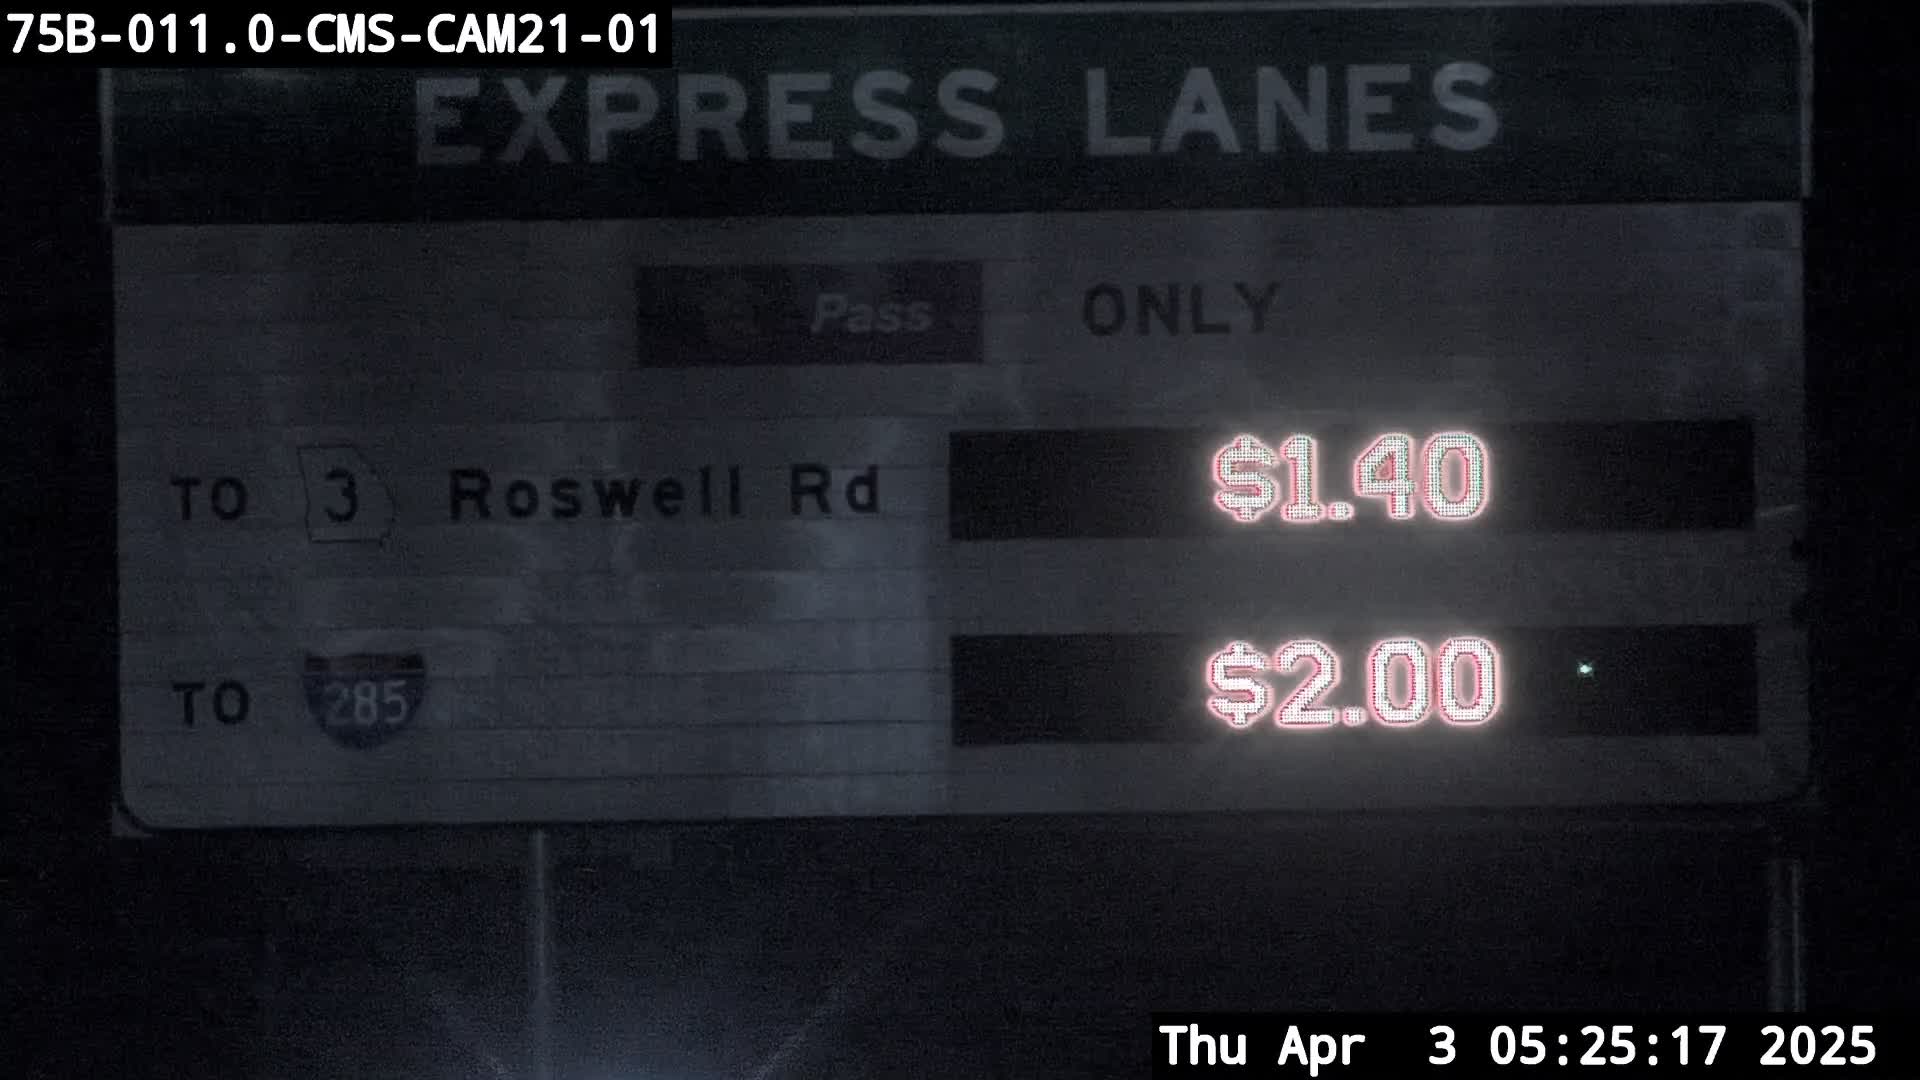 75B-011.0-CMS-CAM21-01
EXPRESS LANES
Pass ONLY
TO 3 Roswell Rd $1.40
TO 285 $2.00
Thu Apr 3 05:25:17 2025